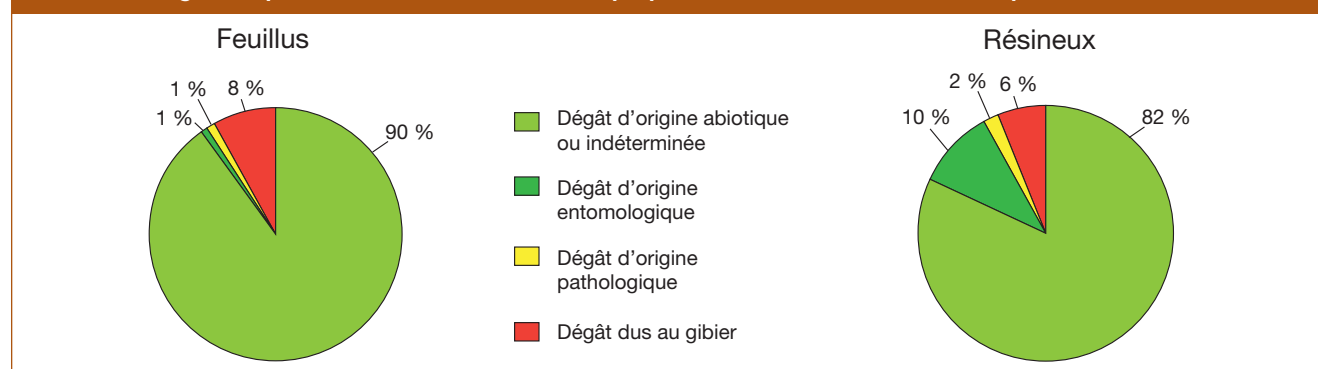 Feuillus
Résineux
1 %
8 %
1 %
90 %
Dégât d'origine abiotique
ou indéterminée
Dégât d'origine
entomologique
Dégât d'origine
pathologique
Dégât dus au gibier
2 %
6 %
10 %
82 %